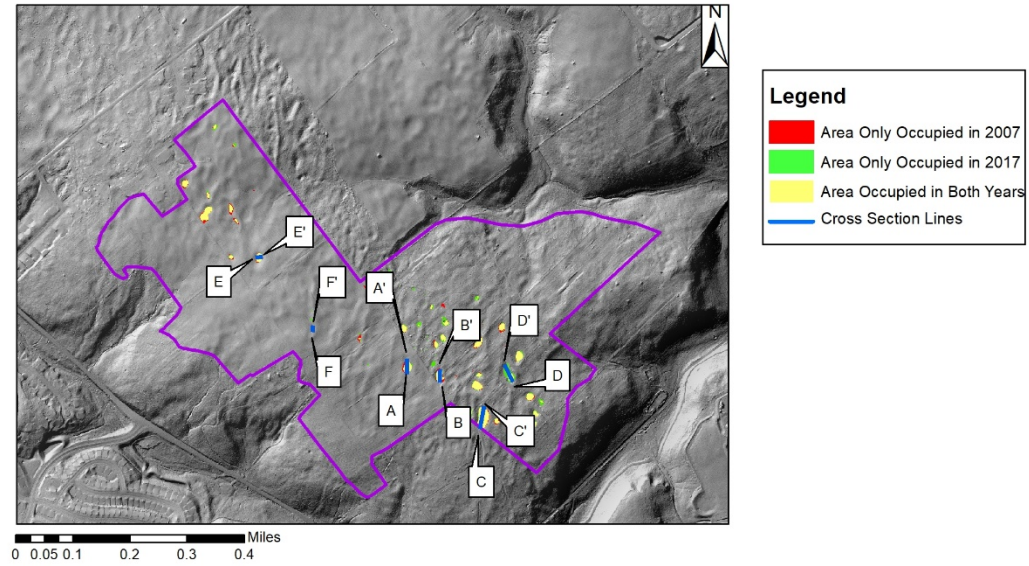 N
Legend
Area Only Occupied in 2007
Area Only Occupied in 2017
Area Occupied in Both Years
Cross Section Lines
E'
E
F'
A'
B'
D'
F
D
A
B
C'
C
Miles
0 0.05 0.1 0.2 0.3 0.4